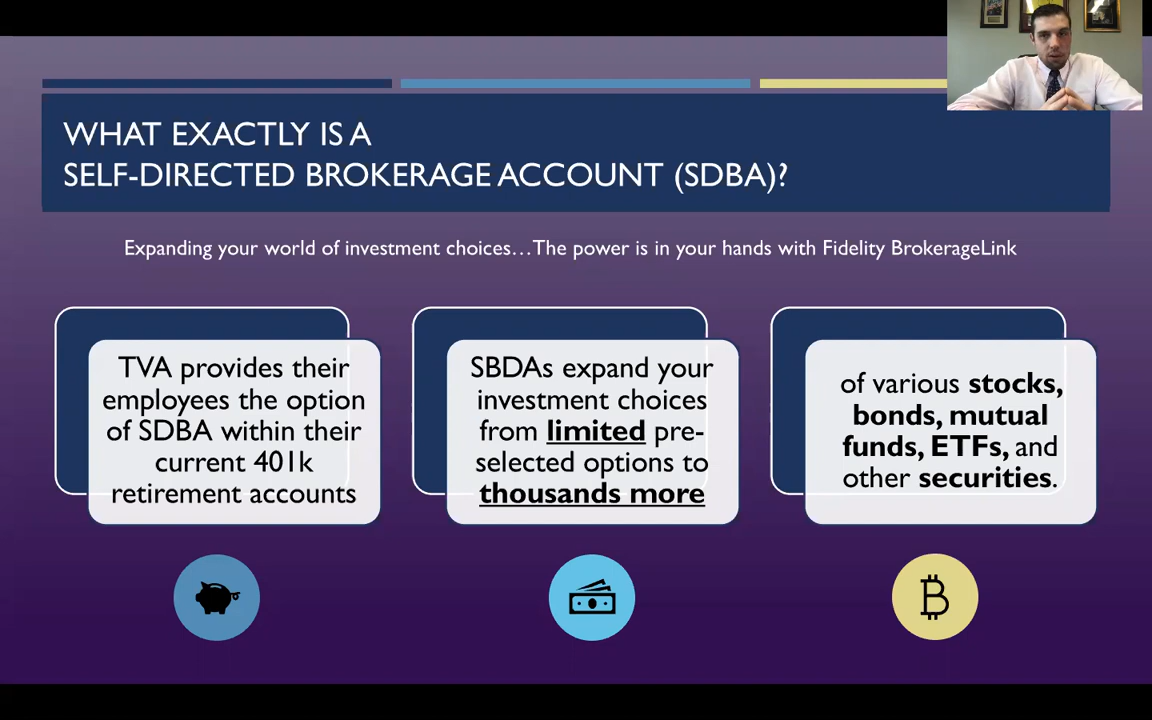 WHAT EXACTLY IS A
SELF-DIRECTED BROKERAGE ACCOUNT (SDBA)?
Expanding your world of investment choices…The power is in your hands with Fidelity BrokerageLink
TVA provides their
employees the option
of SDBA within their
current 401k
retirement accounts
SBDAs expand your
investment choices
from limited pre-
selected options to
thousands more
of various stocks,
bonds, mutual
funds, ETFs, and
other securities.